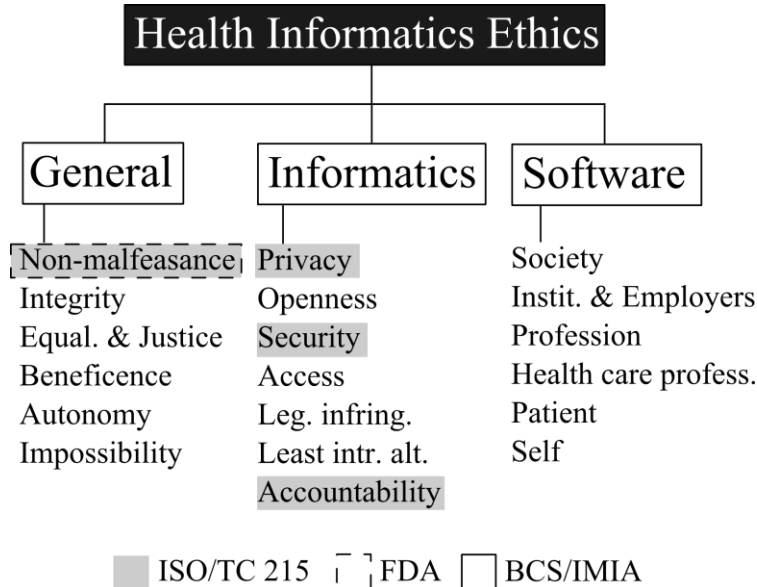 Health Informatics Ethics
General
Informatics
Software
Non-malfeasance
Integrity
Equal. & Justice
Beneficence
Autonomy
Impossibility
Privacy
Openness
Security
Access
Leg. infring.
Least intr. alt.
Accountability
Society
Instit. & Employers
Profession
Health care profess.
Patient
Self
ISO/TC 215 FDA BCS/IMIA